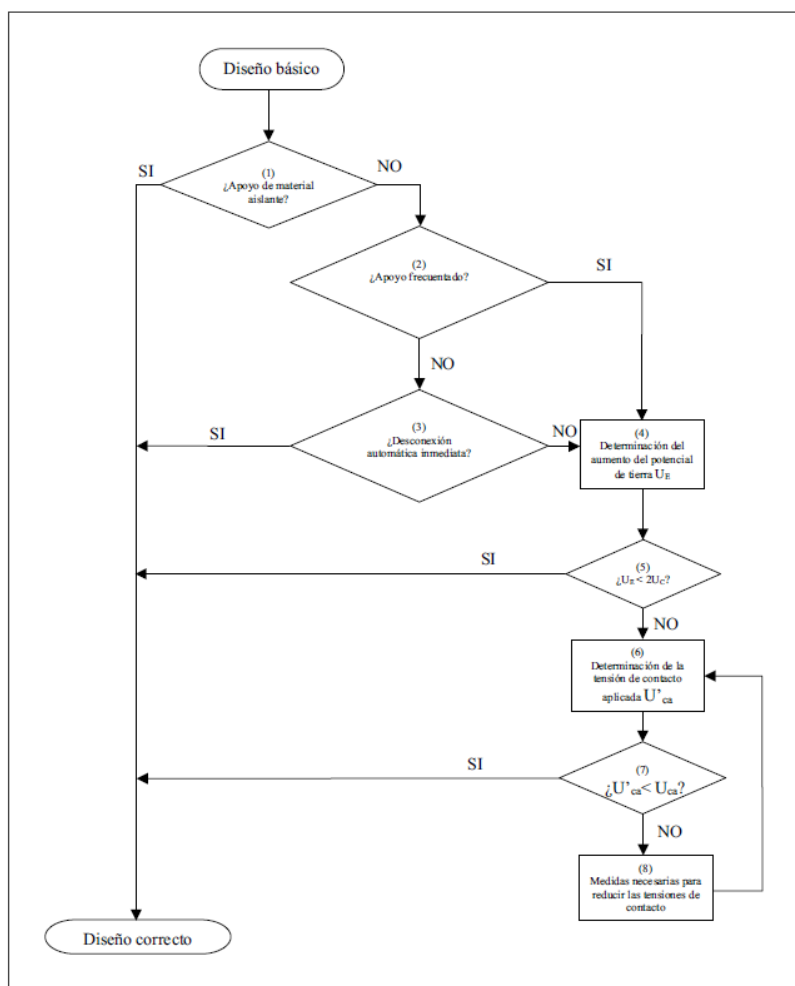 Diseño básico
SI
NO
(1)
¿Apoyo de material
aislante?
(2)
¿Apoyo frecuentado?
SI
NO
(3)
¿Desconexión
automática inmediata?
SI
NO
(4)
Determinación del
aumento del potencial
de tierra UE
SI
(5)
¿UE < 2UC?
NO
(6)
Determinación de la
tensión de contacto
aplicada U'ca
SI
(7)
¿U'ca< Uca?
NO
(8)
Medidas necesarias para
reducir las tensiones de
contacto
Diseño correcto